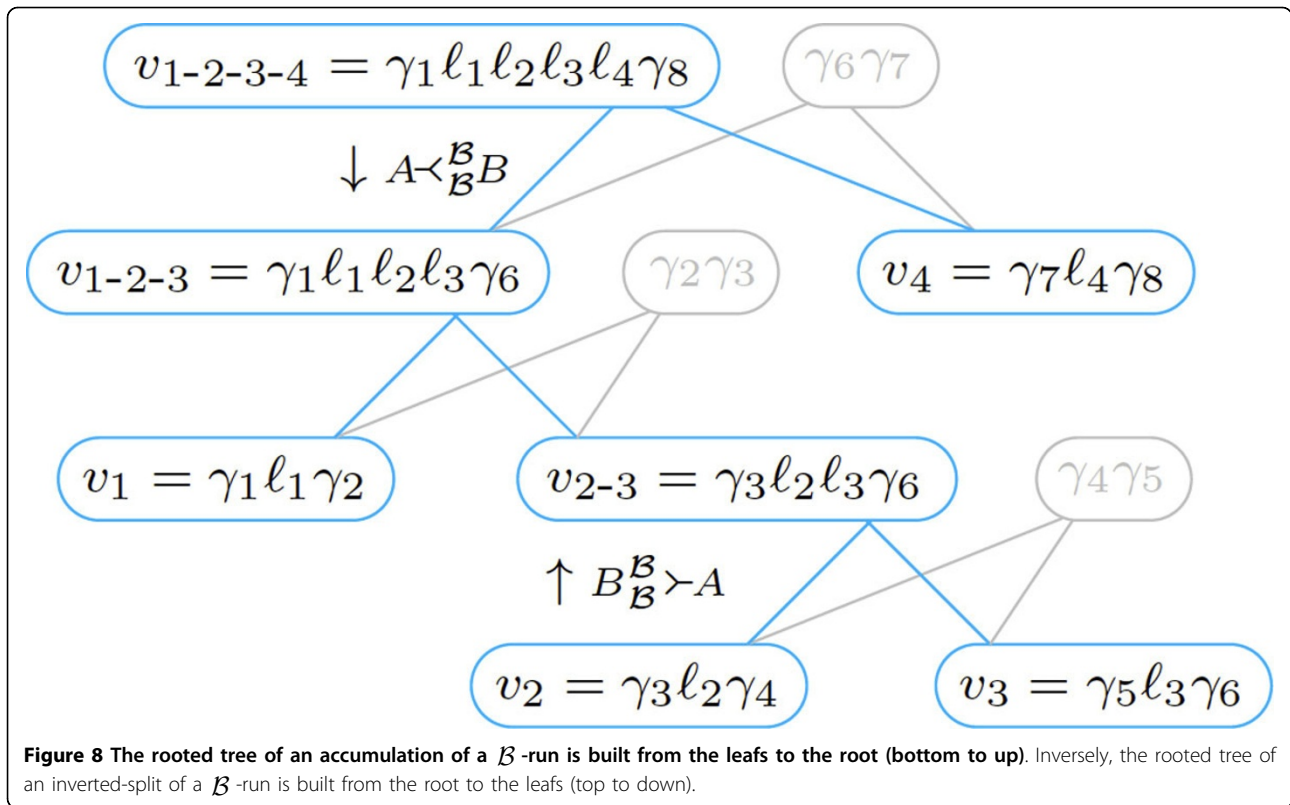 v₁₋₂₋₃₋₄ = γ₁ℓ₁ℓ₂ℓ₃ℓ₄γ₈ γ₆γ₇
↓ A≺ᴮ_B B
v₁₋₂₋₃ = γ₁ℓ₁ℓ₂ℓ₃γ₆ γ₂γ₃ v₄ = γ₇ℓ₄γ₈
v₁ = γ₁ℓ₁γ₂ v₂₋₃ = γ₃ℓ₂ℓ₃γ₆ γ₄γ₅
↑ Bᴮ_B≻A
v₂ = γ₃ℓ₂γ₄ v₃ = γ₅ℓ₃γ₆
Figure 8 The rooted tree of an accumulation of a ℬ -run is built from the leafs to the root (bottom to up). Inversely, the rooted tree of
an inverted-split of a ℬ -run is built from the root to the leafs (top to down).